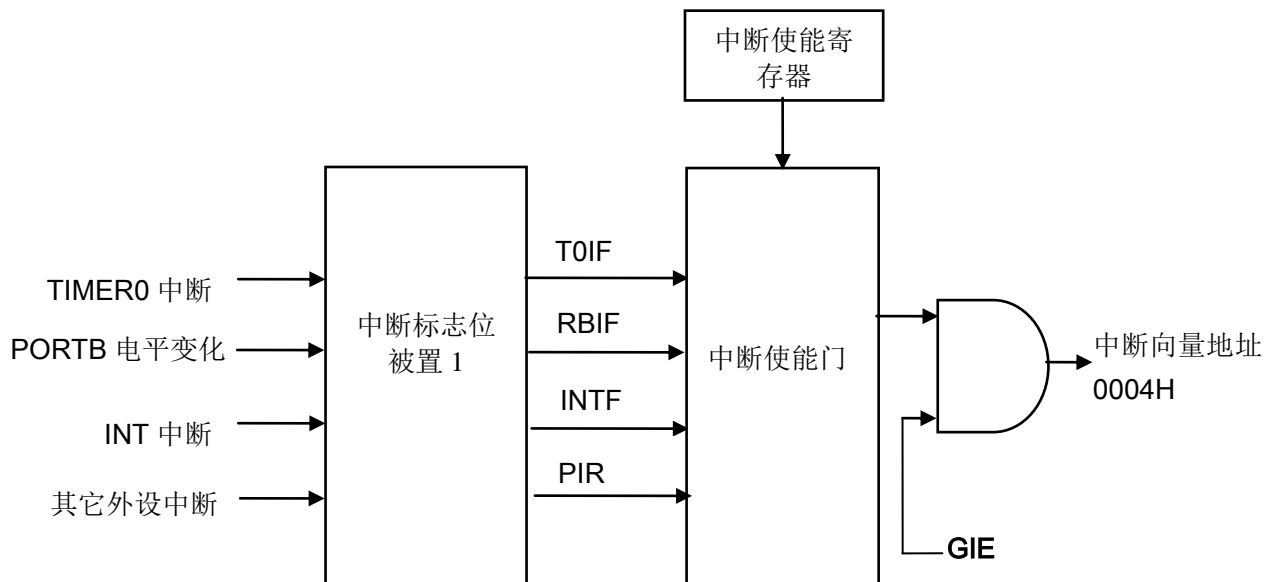 中断使能寄
存器
T0IF
TIMER0 中断
RBIF
中断标志位
被置 1
PORTB 电平变化
中断使能门
中断向量地址
0004H
INTF
INT 中断
PIR
其它外设中断
GIE